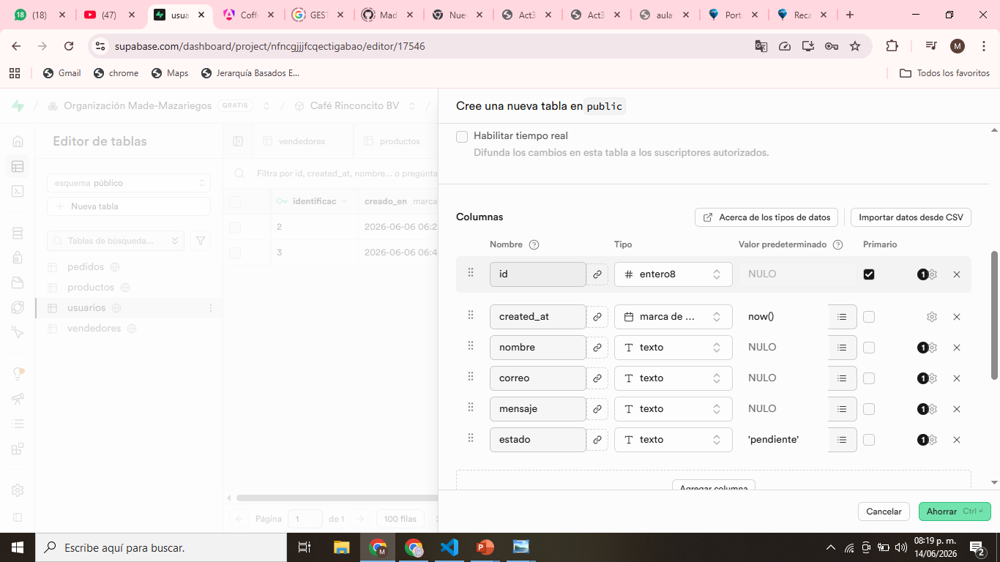 18 (18)
(47)
usua
Coffe
GEST
Mad
Nue
Act3
Act3
aula
Port
Reca
supabase.com/dashboard/project/nfncgjjjfcqectigabao/editor/17546
M
Gmail
chrome
Maps
Jerarquía Basados E...
Todos los favoritos
Organización Made-Mazariegos
GRATIS
Café Rinconcito BV
Cree una nueva tabla en public
Editor de tablas
vendedores
productos
Habilitar tiempo real
Difunda los cambios en esta tabla a los suscriptores autorizados.
esquema público
Filtra por id, created_at, nombre... o pregúnta
Nueva tabla
identificac
creado_en marca
Tablas de búsqueda...
2
2026-06-06 06:2
3
2026-06-06 06:4
pedidos
productos
usuarios
vendedores
Columnas
Acerca de los tipos de datos
Importar datos desde CSV
Nombre
Tipo
Valor predeterminado
Primario
id
entero8
NULO
1
created_at
marca de ...
now()
nombre
texto
NULO
1
correo
texto
NULO
1
mensaje
texto
NULO
1
estado
texto
'pendiente'
1
Agregar columna
Página 1 de 1
100 filas
Cancelar
Ahorrar Ctrl
Escribe aquí para buscar.
08:19 p. m.
14/06/2026
2